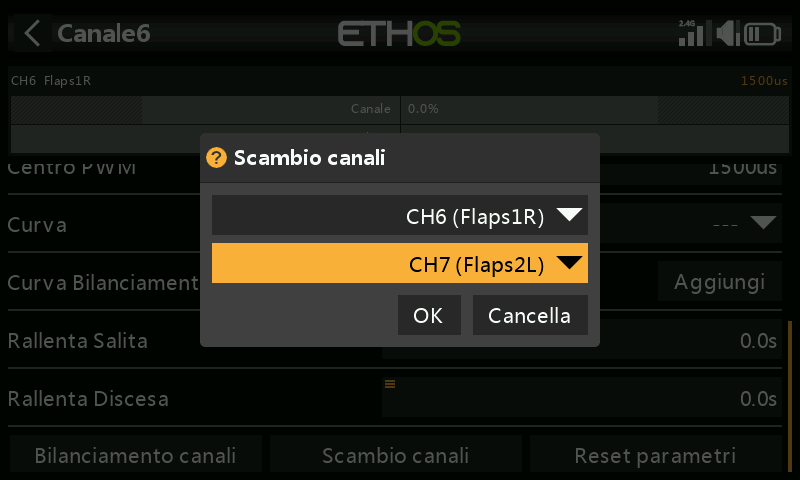 Canale6
ETHOS
2.4G
CH6 Flaps1R
1500us
Canale
0.0%
Scambio canali
Centro PWM
1500us
CH6 (Flaps1R)
Curva
---
CH7 (Flaps2L)
Curva Bilanciament
Aggiungi
OK
Cancella
Rallenta Salita
0.0s
Rallenta Discesa
0.0s
Bilanciamento canali
Scambio canali
Reset parametri